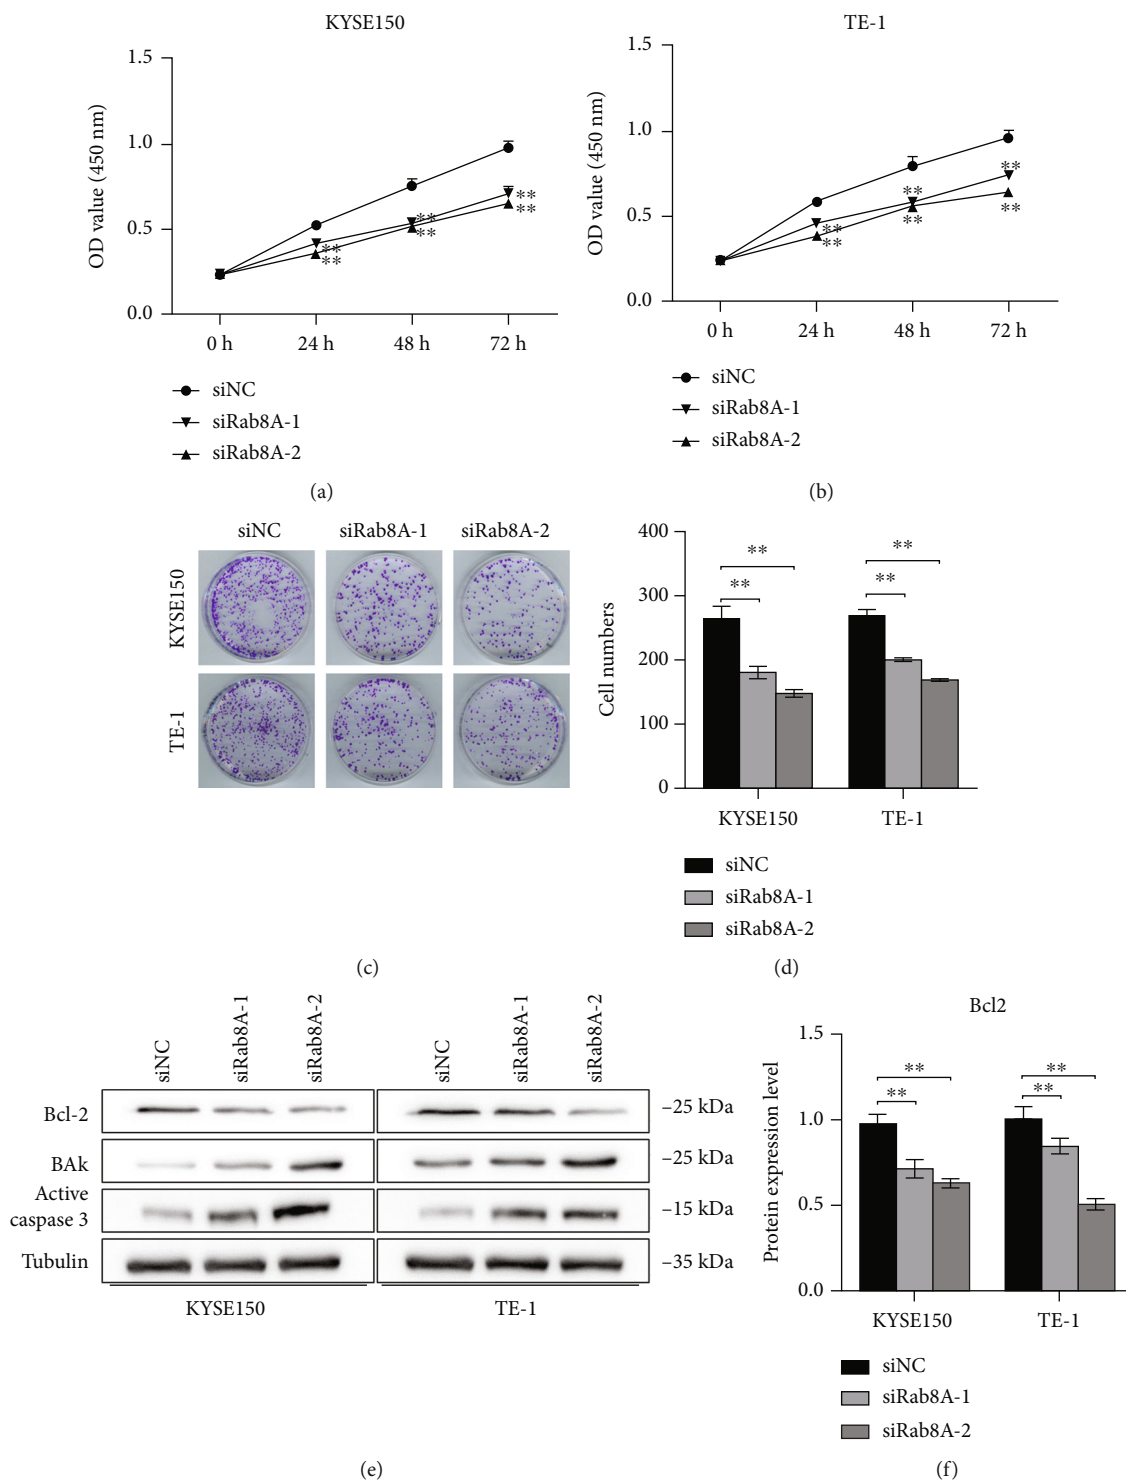 KYSE150
OD value (450 nm)
1.5
1.0
0.5
0.0
** ** **
** ** **
0 h 24 h 48 h 72 h
siNC
siRab8A-1
siRab8A-2
(a)
TE-1
OD value (450 nm)
1.5
1.0
0.5
0.0
** ** **
** ** **
0 h 24 h 48 h 72 h
siNC
siRab8A-1
siRab8A-2
(b)
siNC siRab8A-1 siRab8A-2
KYSE150
TE-1
(c)
Cell numbers
400
300
200
100
0
** **
** **
KYSE150 TE-1
siNC
siRab8A-1
siRab8A-2
(d)
siNC siRab8A-1 siRab8A-2 siNC siRab8A-1 siRab8A-2
Bcl-2 –25 kDa
BAk –25 kDa
Active
caspase 3 –15 kDa
Tubulin –35 kDa
KYSE150 TE-1
(e)
Bcl2
Protein expression level
1.5
1.0
0.5
0.0
** **
** **
KYSE150 TE-1
siNC
siRab8A-1
siRab8A-2
(f)